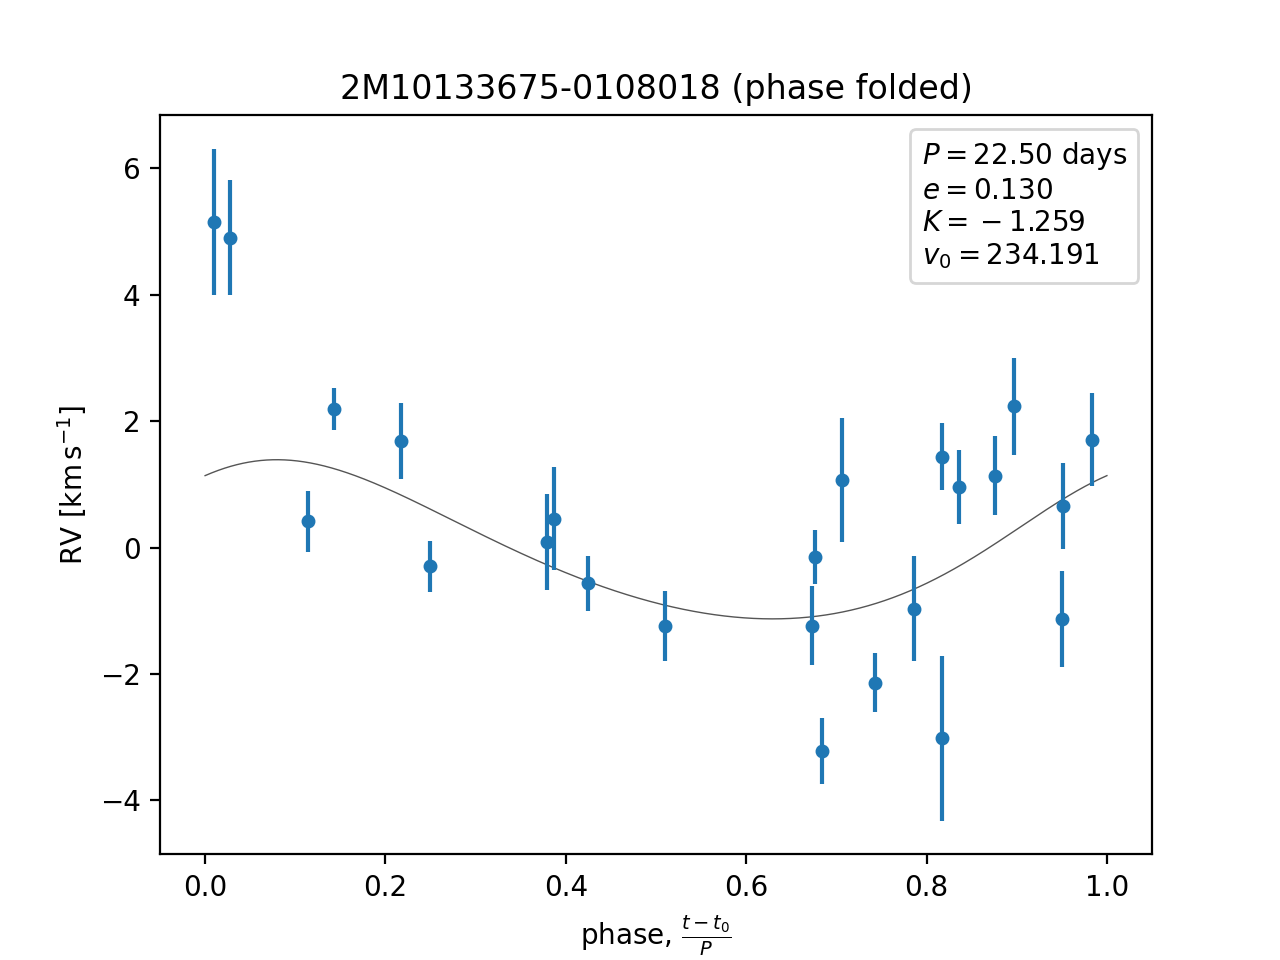 2M10133675-0108018 (phase folded)
P = 22.50 days
e = 0.130
K = −1.259
v₀ = 234.191
6
4
2
0
−2
−4
RV [km s⁻¹]
0.0 0.2 0.4 0.6 0.8 1.0
phase, (t − t₀)/P